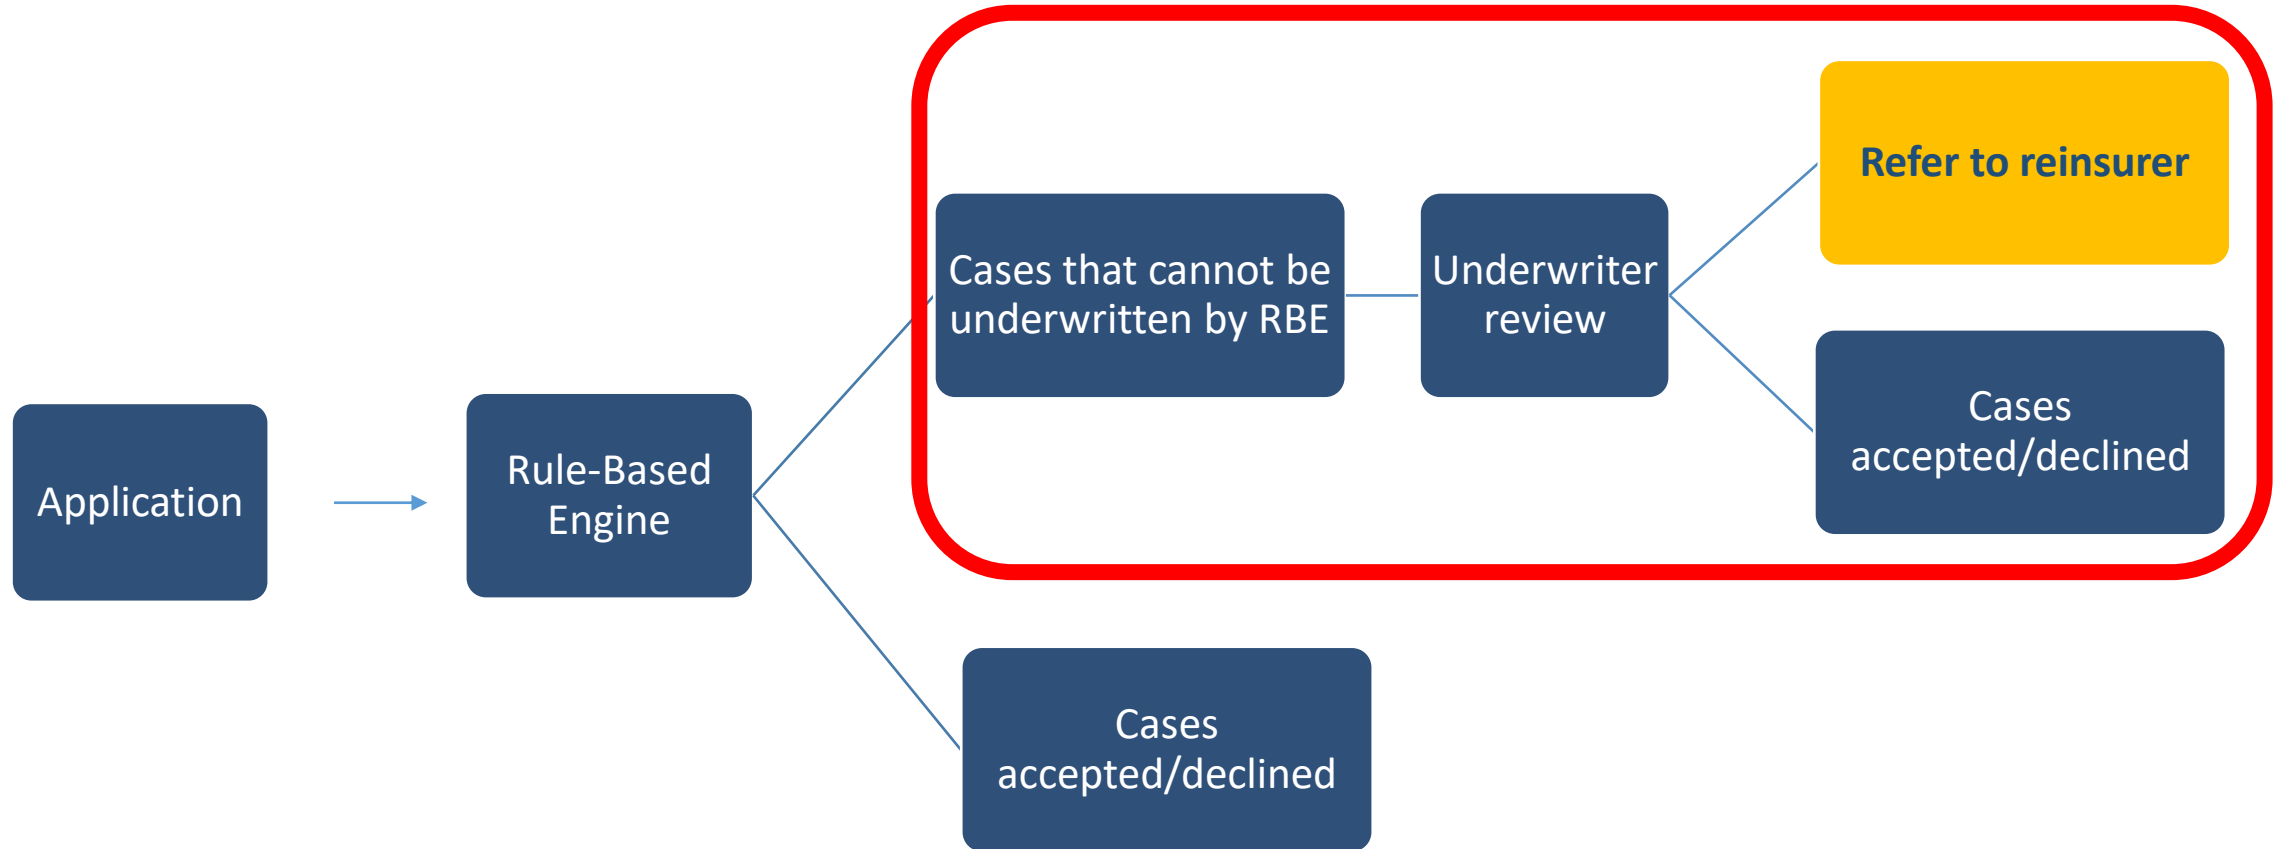 Application
Rule-Based
Engine
Cases that cannot be
underwritten by RBE
Underwriter
review
Refer to reinsurer
Cases
accepted/declined
Cases
accepted/declined